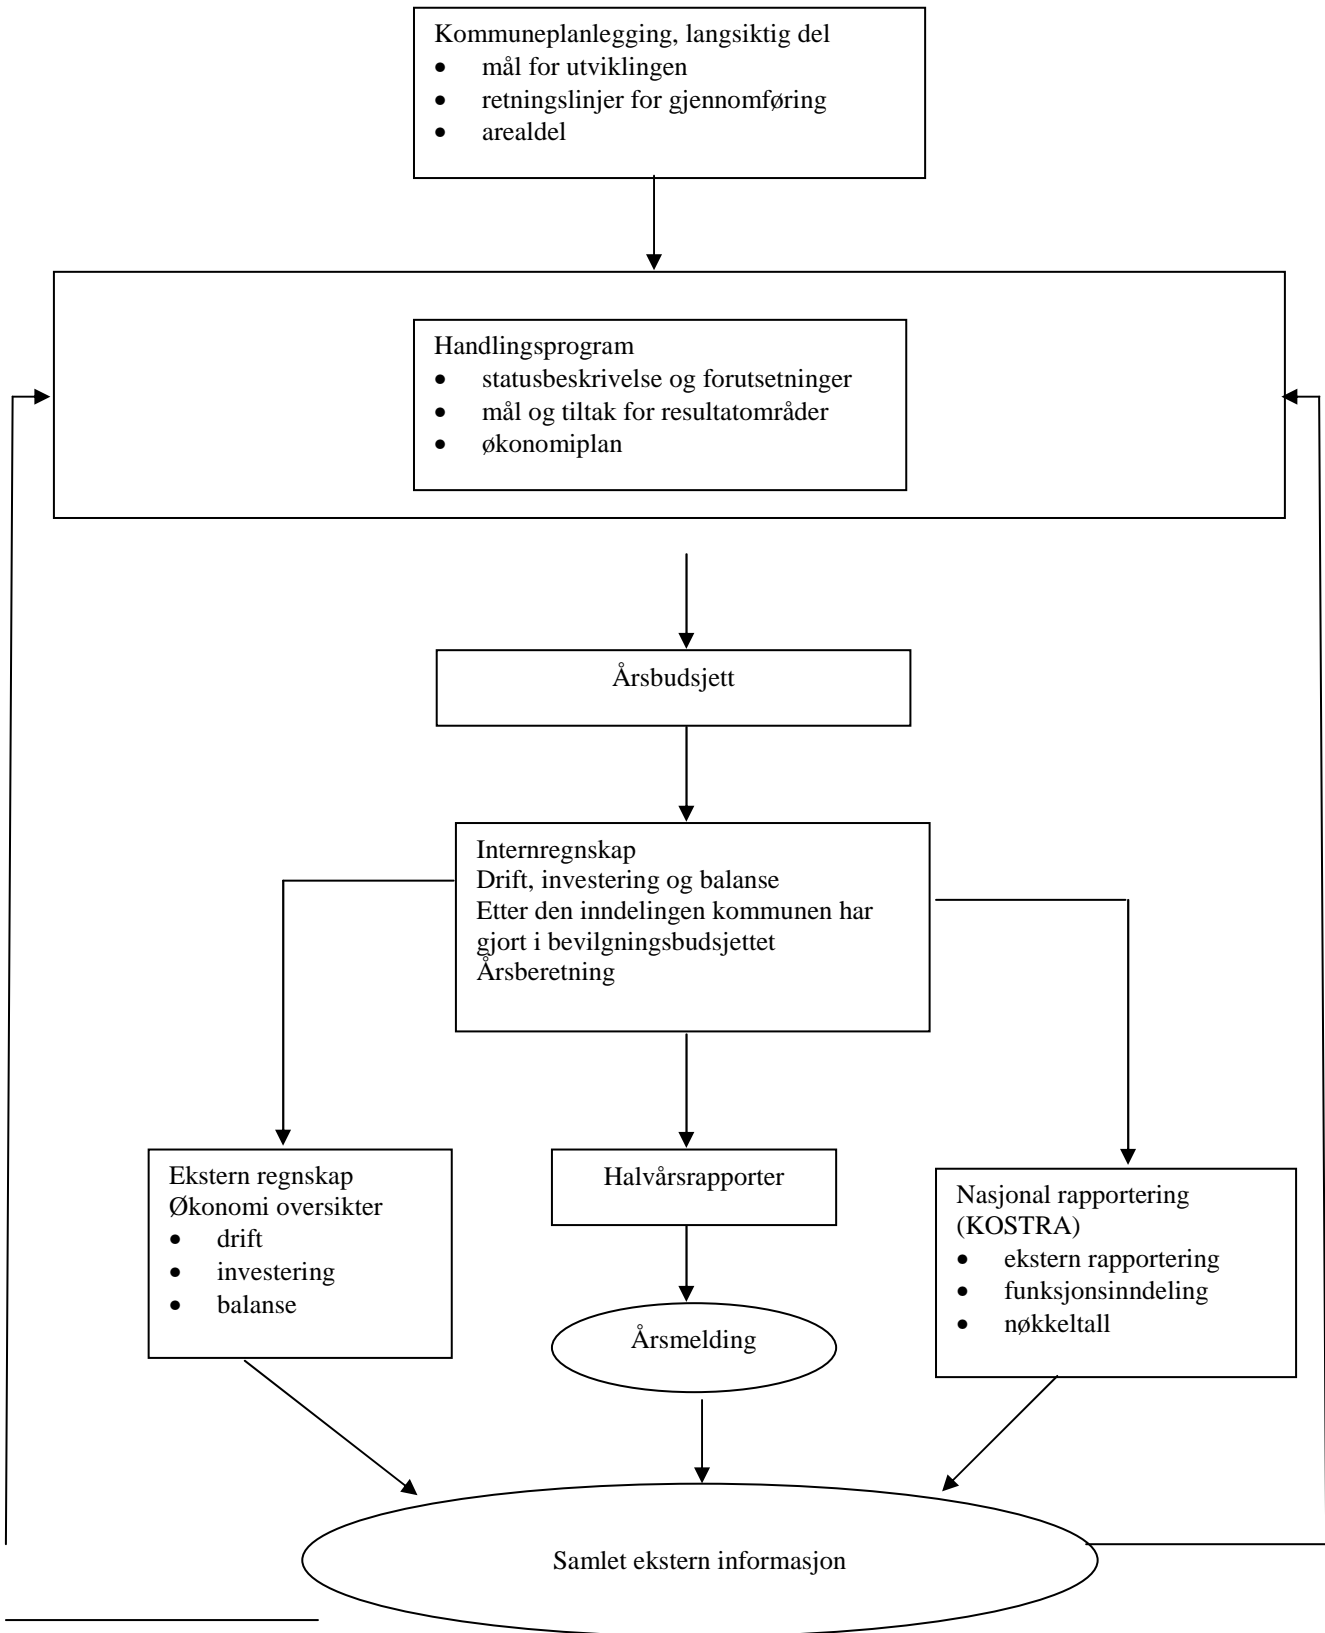 Kommuneplanlegging, langsiktig del
• mål for utviklingen
• retningslinjer for gjennomføring
• arealdel
Handlingsprogram
• statusbeskrivelse og forutsetninger
• mål og tiltak for resultatområder
• økonomiplan
Årsbudsjett
Internregnskap
Drift, investering og balanse
Etter den inndelingen kommunen har
gjort i bevilgningsbudsjettet
Årsberetning
Ekstern regnskap
Økonomi oversikter
• drift
• investering
• balanse
Halvårsrapporter
Årsmelding
Nasjonal rapportering
(KOSTRA)
• ekstern rapportering
• funksjonsinndeling
• nøkkeltall
Samlet ekstern informasjon